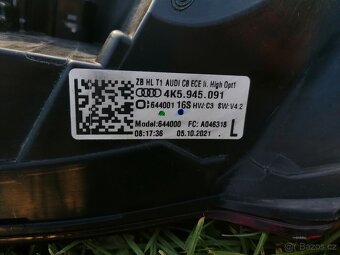 ZB HL T1 AUDI C8 ECE li. High Opt1
4K5.945.091
644001 16S HW:C3 SW:V4.2
Model:644000 FC: A046318
08:17:36 05.10.2021 L
Bazos.cz